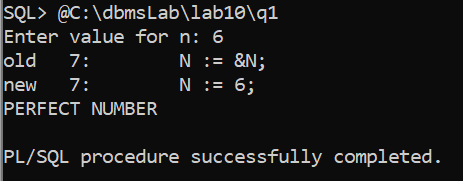 SQL> @C:\dbmsLab\lab10\q1
Enter value for n: 6
old   7:         N := &N;
new   7:         N := 6;
PERFECT NUMBER
PL/SQL procedure successfully completed.